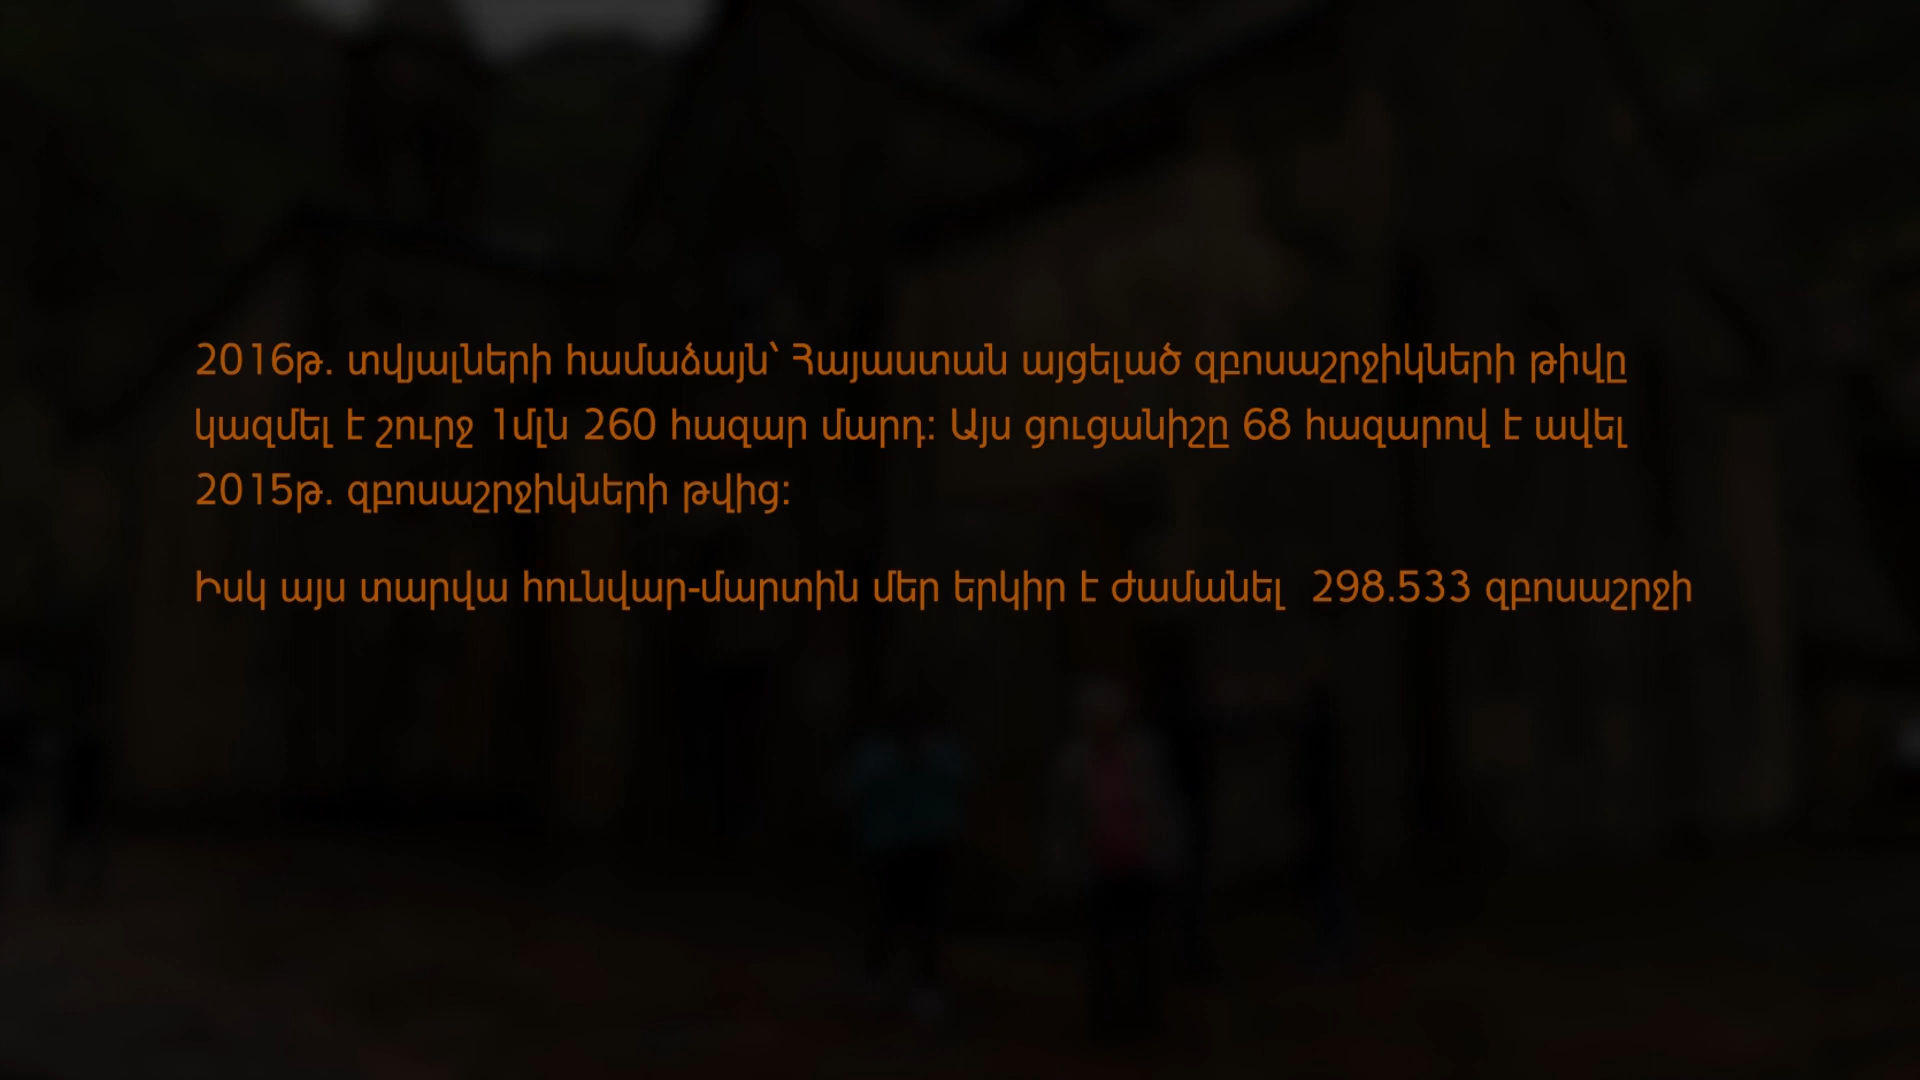 2016թ. տվյալների համաձայն՝ Հայաստան այցելած զբոսաշրջիկների թիվը
կազմել է շուրջ 1մլն 260 հազար մարդ: Այս ցուցանիշը 68 հազարով է ավել
2015թ. զբոսաշրջիկների թվից:
Իսկ այս տարվա հունվար-մարտին մեր երկիր է ժամանել 298.533 զբոսաշրջի